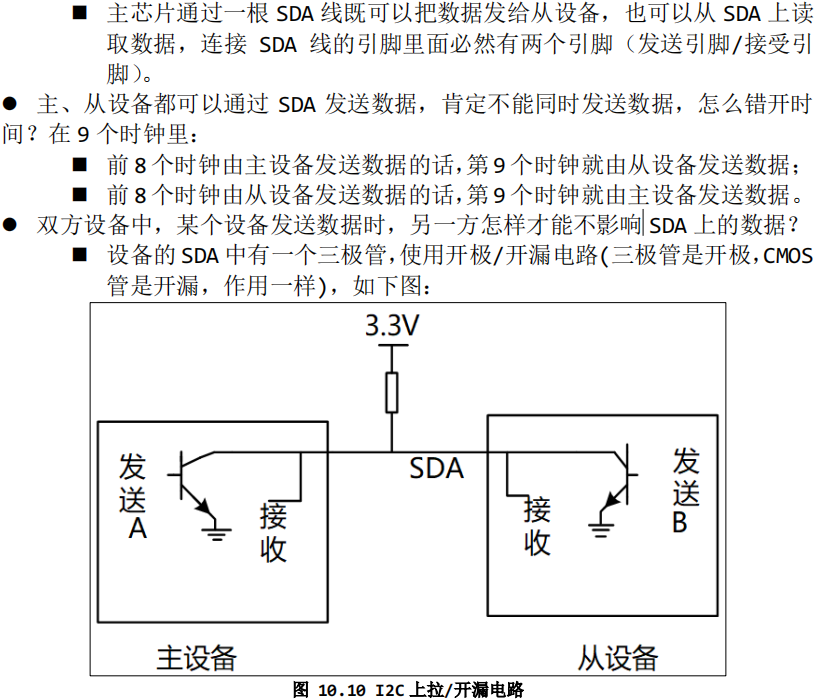 ■ 主芯片通过一根 SDA 线既可以把数据发给从设备，也可以从 SDA 上读
取数据，连接 SDA 线的引脚里面必然有两个引脚（发送引脚/接受引
脚）。
● 主、从设备都可以通过 SDA 发送数据，肯定不能同时发送数据，怎么错开时
间？在 9 个时钟里：
■ 前 8 个时钟由主设备发送数据的话，第 9 个时钟就由从设备发送数据；
■ 前 8 个时钟由从设备发送数据的话，第 9 个时钟就由主设备发送数据。
● 双方设备中，某个设备发送数据时，另一方怎样才能不影响 SDA 上的数据？
■ 设备的 SDA 中有一个三极管，使用开极/开漏电路(三极管是开极，CMOS
管是开漏，作用一样)，如下图：
3.3V
SDA
发
送
A
接
收
接
收
发
送
B
主设备
从设备
图 10.10 I2C 上拉/开漏电路